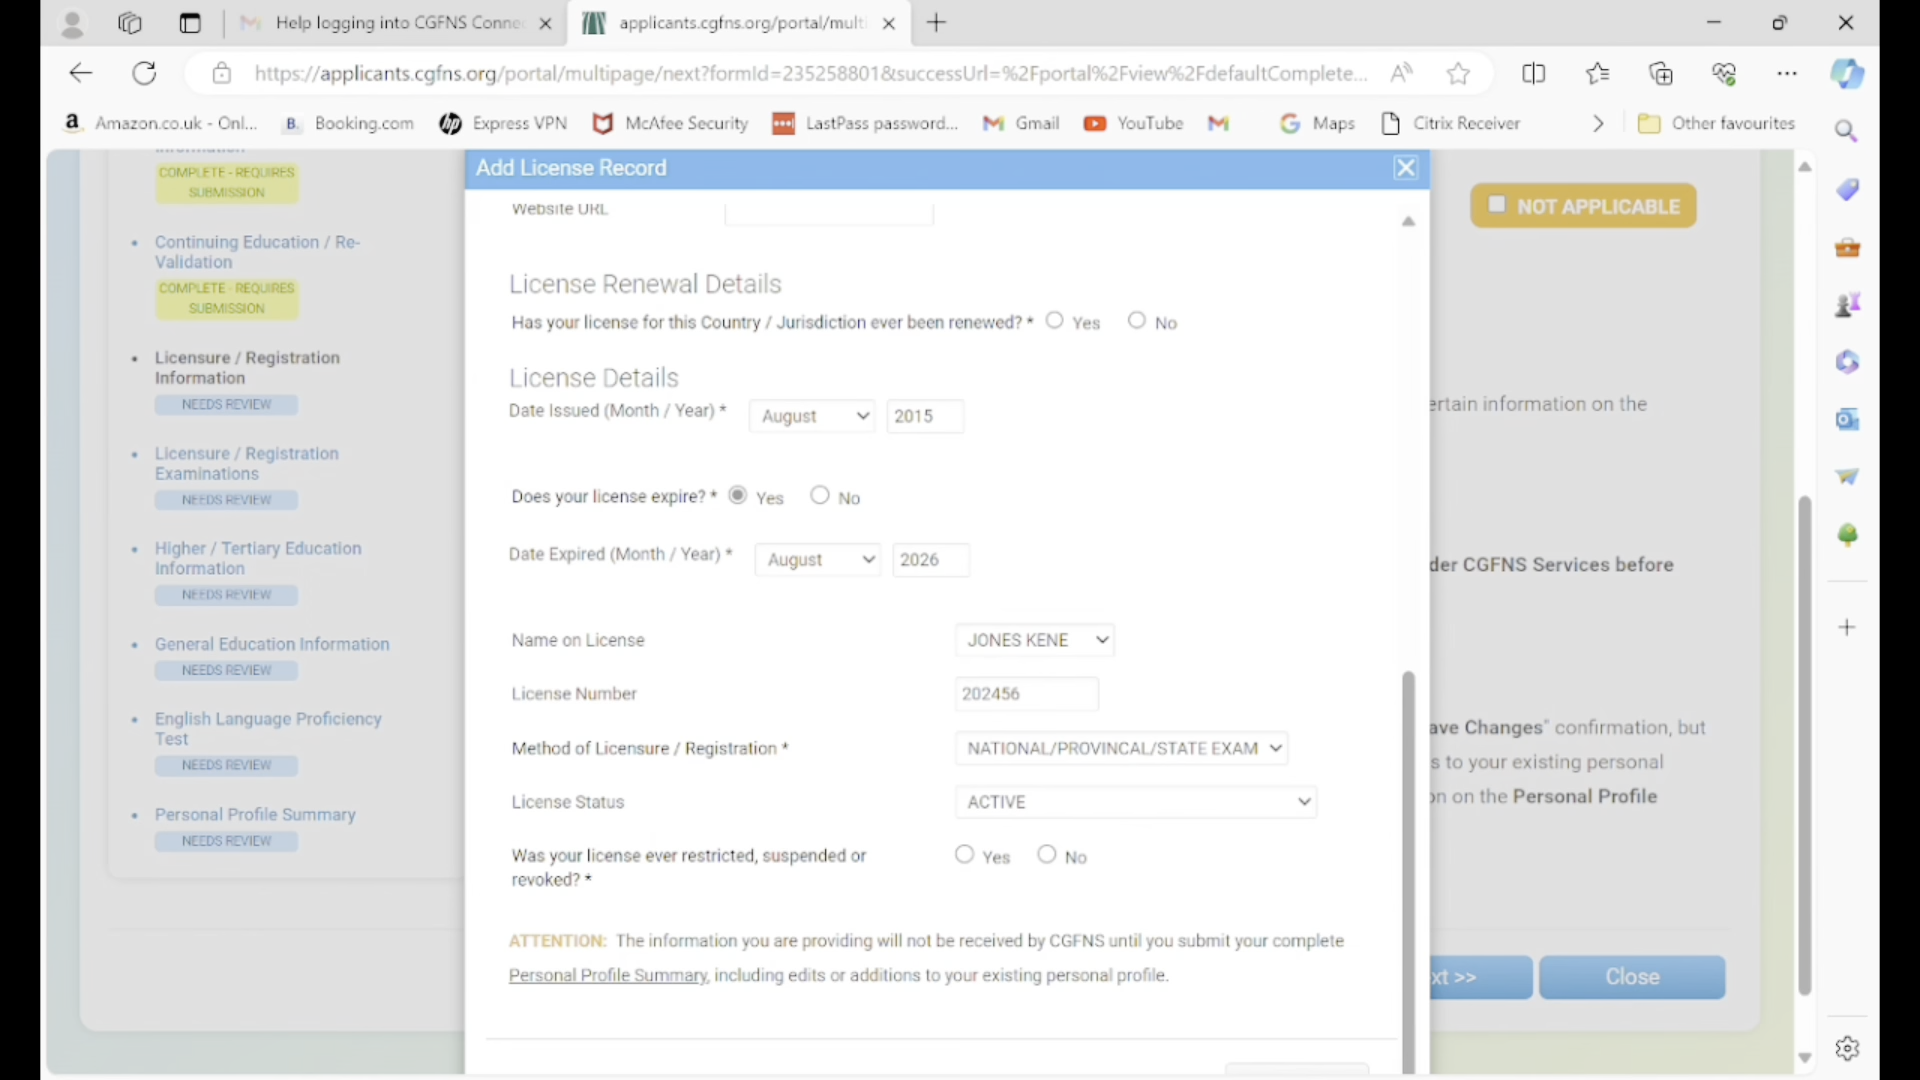 Help logging into CGFNS Conne
applicants.cgfns.org/portal/multi
https://applicants.cgfns.org/portal/multipage/next?formId=235258801&successUrl=%2Fportal%2Fview%2FdefaultComplete...
Amazon.co.uk - Onl...
Booking.com
Express VPN
McAfee Security
LastPass password...
Gmail
YouTube
Maps
Citrix Receiver
Other favourites
Information
COMPLETE - REQUIRES
SUBMISSION
Continuing Education / Re-
Validation
COMPLETE - REQUIRES
SUBMISSION
Licensure / Registration
Information
NEEDS REVIEW
Licensure / Registration
Examinations
NEEDS REVIEW
Higher / Tertiary Education
Information
NEEDS REVIEW
General Education Information
NEEDS REVIEW
English Language Proficiency
Test
NEEDS REVIEW
Personal Profile Summary
NEEDS REVIEW
Add License Record
Website URL
License Renewal Details
Has your license for this Country / Jurisdiction ever been renewed? * Yes No
License Details
Date Issued (Month / Year) * August 2015
Does your license expire? * Yes No
Date Expired (Month / Year) * August 2026
Name on License JONES KENE
License Number 202456
Method of Licensure / Registration * NATIONAL/PROVINCAL/STATE EXAM
License Status ACTIVE
Was your license ever restricted, suspended or Yes No
revoked? *
ATTENTION: The information you are providing will not be received by CGFNS until you submit your complete
Personal Profile Summary, including edits or additions to your existing personal profile.
NOT APPLICABLE
ertain information on the
der CGFNS Services before
ave Changes" confirmation, but
s to your existing personal
on on the Personal Profile
xt >>
Close